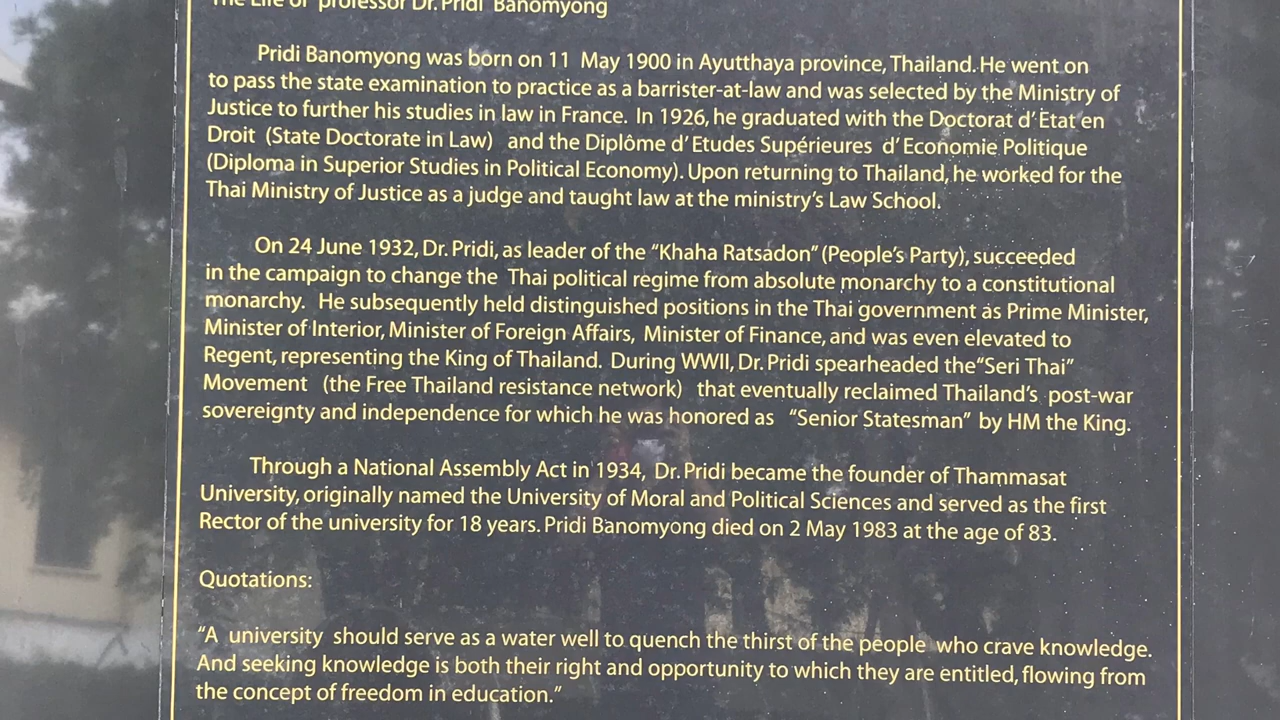 The Life of professor Dr. Pridi Banomyong
Pridi Banomyong was born on 11 May 1900 in Ayutthaya province, Thailand. He went on
to pass the state examination to practice as a barrister-at-law and was selected by the Ministry of
Justice to further his studies in law in France. In 1926, he graduated with the Doctorat d' Etat en
Droit (State Doctorate in Law) and the Diplôme d' Etudes Supérieures d' Economie Politique
(Diploma in Superior Studies in Political Economy). Upon returning to Thailand, he worked for the
Thai Ministry of Justice as a judge and taught law at the ministry's Law School.
On 24 June 1932, Dr. Pridi, as leader of the "Khaha Ratsadon" (People's Party), succeeded
in the campaign to change the Thai political regime from absolute monarchy to a constitutional
monarchy. He subsequently held distinguished positions in the Thai government as Prime Minister,
Minister of Interior, Minister of Foreign Affairs, Minister of Finance, and was even elevated to
Regent, representing the King of Thailand. During WWII, Dr. Pridi spearheaded the "Seri Thai"
Movement (the Free Thailand resistance network) that eventually reclaimed Thailand's post-war
sovereignty and independence for which he was honored as "Senior Statesman" by HM the King.
Through a National Assembly Act in 1934, Dr. Pridi became the founder of Thammasat
University, originally named the University of Moral and Political Sciences and served as the first
Rector of the university for 18 years. Pridi Banomyong died on 2 May 1983 at the age of 83.
Quotations:
"A university should serve as a water well to quench the thirst of the people who crave knowledge.
And seeking knowledge is both their right and opportunity to which they are entitled, flowing from
the concept of freedom in education."